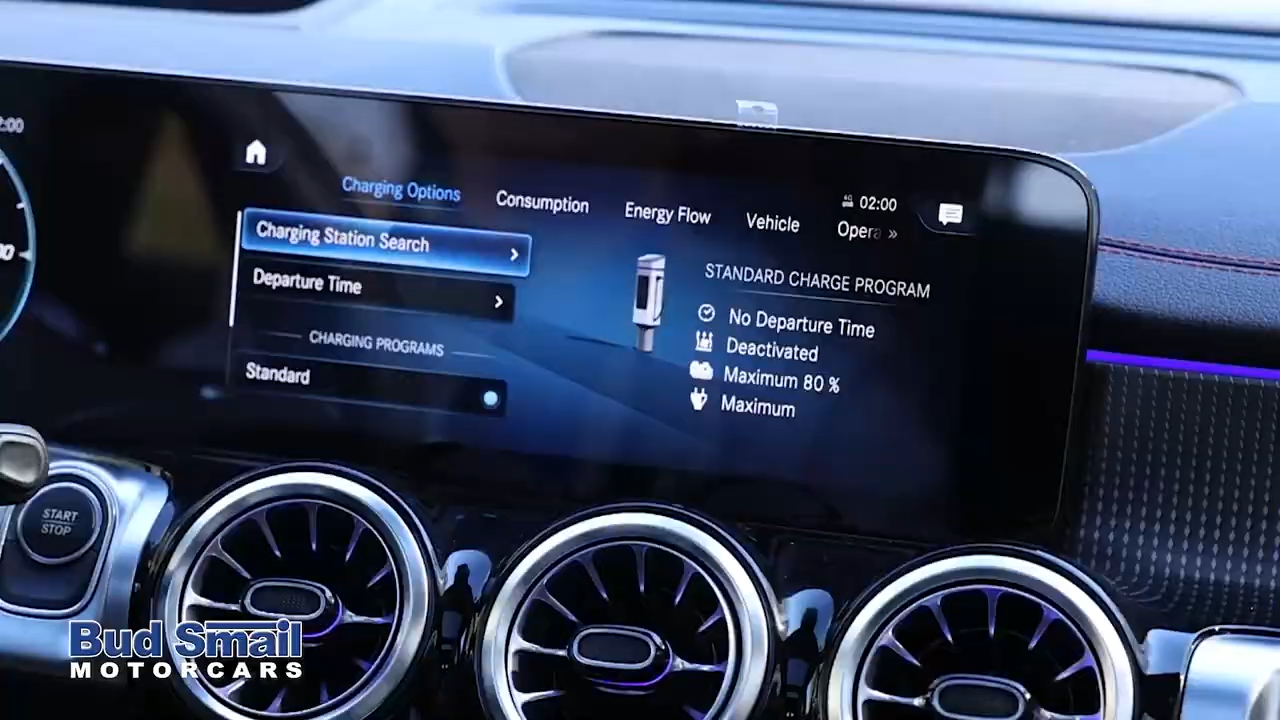 :00
Charging Options
Consumption
Energy Flow
Vehicle
4G 02:00
Opera »
Charging Station Search
Departure Time
CHARGING PROGRAMS
Standard
STANDARD CHARGE PROGRAM
No Departure Time
Deactivated
Maximum 80 %
Maximum
START
STOP
Bud Smail
MOTORCARS